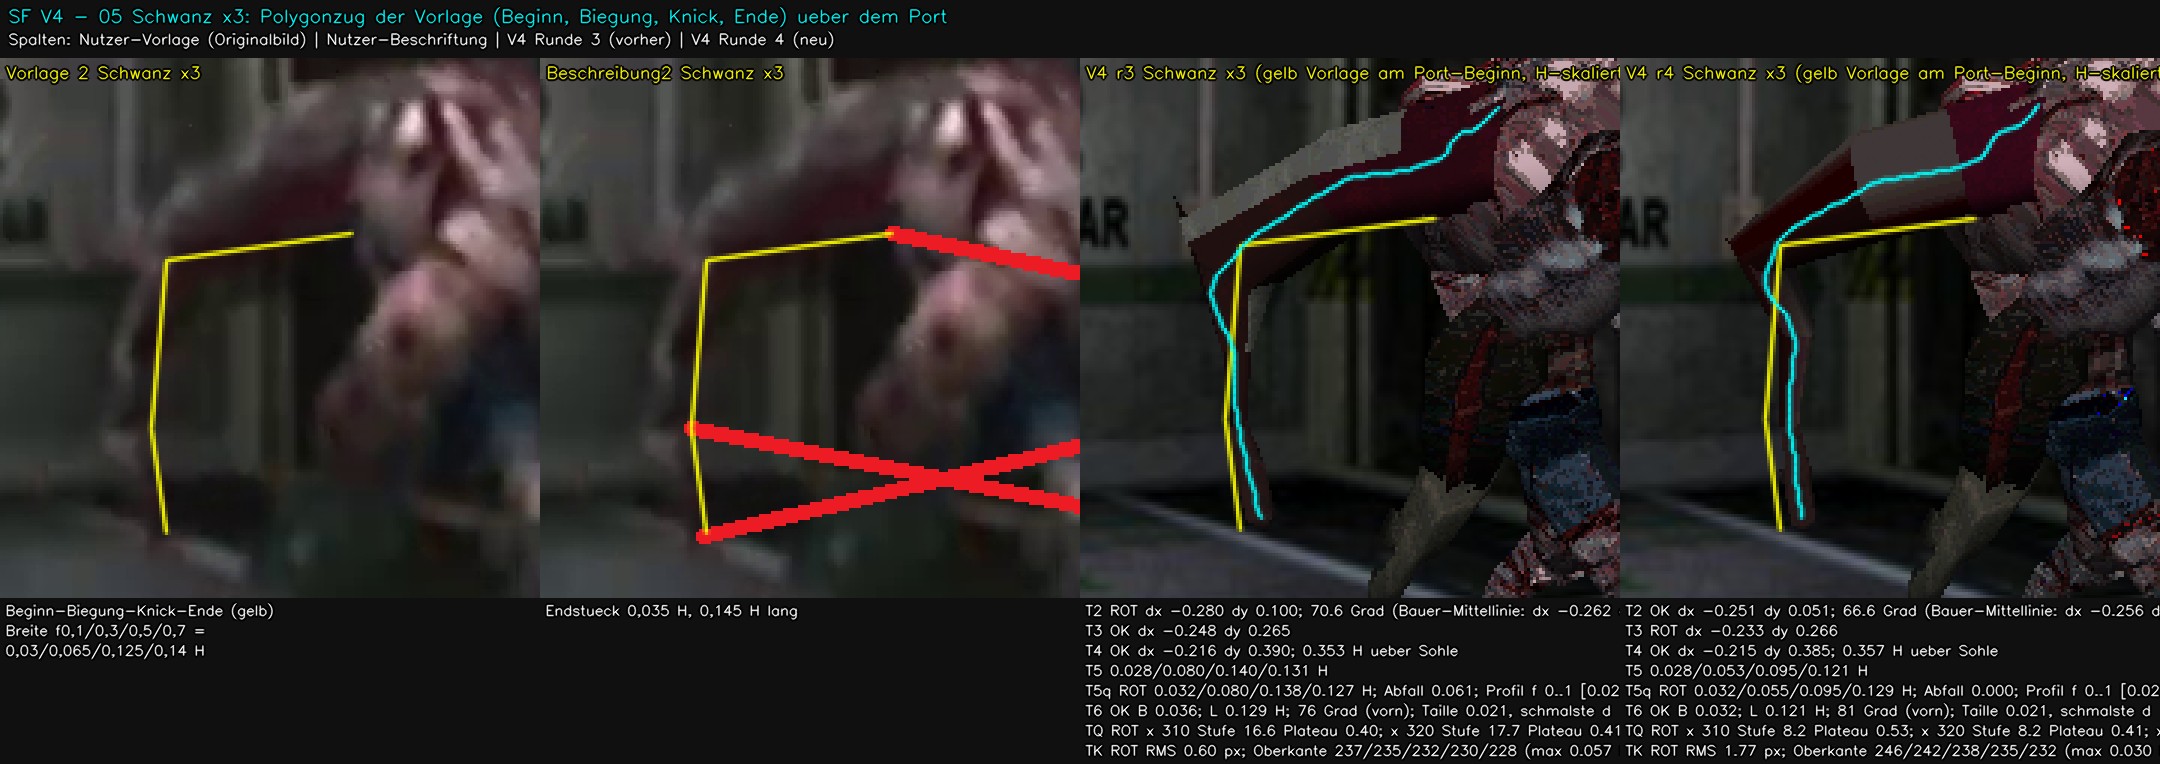 SF V4 – 05 Schwanz x3: Polygonzug der Vorlage (Beginn, Biegung, Knick, Ende) ueber dem Port
Spalten: Nutzer–Vorlage (Originalbild) | Nutzer–Beschriftung | V4 Runde 3 (vorher) | V4 Runde 4 (neu)
Vorlage 2 Schwanz x3
Beschreibung2 Schwanz x3
V4 r3 Schwanz x3 (gelb Vorlage am Port–Beginn, H–skaliert
V4 r4 Schwanz x3 (gelb Vorlage am Port–Beginn, H–skaliert
AR
AR
Beginn–Biegung–Knick–Ende (gelb)
Breite f0,1/0,3/0,5/0,7 =
0,03/0,065/0,125/0,14 H
Endstueck 0,035 H, 0,145 H lang
T2 ROT dx –0.280 dy 0.100; 70.6 Grad (Bauer–Mittellinie: dx –0.262
T3 OK dx –0.248 dy 0.265
T4 OK dx –0.216 dy 0.390; 0.353 H ueber Sohle
T5 0.028/0.080/0.140/0.131 H
T5q ROT 0.032/0.080/0.138/0.127 H; Abfall 0.061; Profil f 0..1 [0.02
T6 OK B 0.036; L 0.129 H; 76 Grad (vorn); Taille 0.021, schmalste d
TQ ROT x 310 Stufe 16.6 Plateau 0.40; x 320 Stufe 17.7 Plateau 0.41
TK ROT RMS 0.60 px; Oberkante 237/235/232/230/228 (max 0.057
T2 OK dx –0.251 dy 0.051; 66.6 Grad (Bauer–Mittellinie: dx –0.256 d
T3 ROT dx –0.233 dy 0.266
T4 OK dx –0.215 dy 0.385; 0.357 H ueber Sohle
T5 0.028/0.053/0.095/0.121 H
T5q ROT 0.032/0.055/0.095/0.129 H; Abfall 0.000; Profil f 0..1 [0.02
T6 OK B 0.032; L 0.121 H; 81 Grad (vorn); Taille 0.021, schmalste d
TQ ROT x 310 Stufe 8.2 Plateau 0.53; x 320 Stufe 8.2 Plateau 0.41; x
TK ROT RMS 1.77 px; Oberkante 246/242/238/235/232 (max 0.030